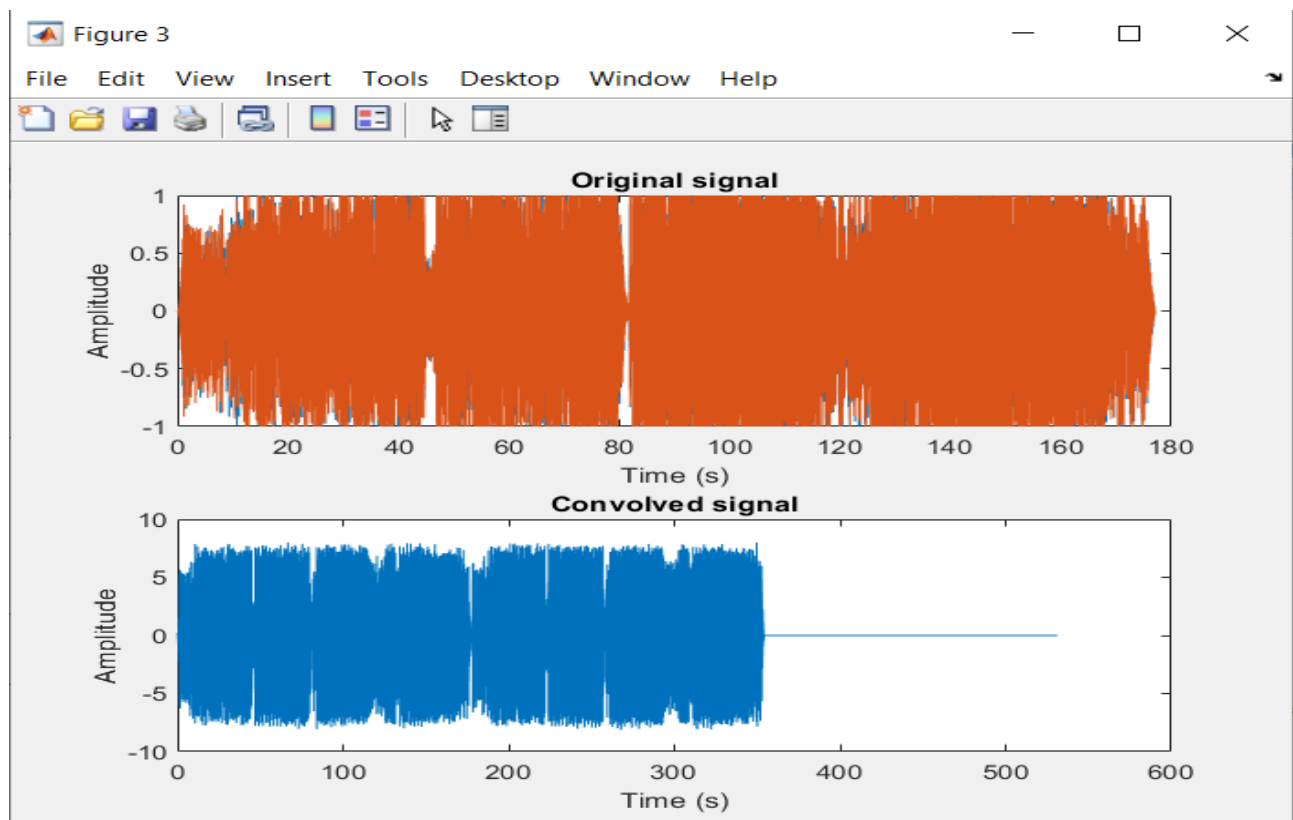 Figure 3
File Edit View Insert Tools Desktop Window Help
Original signal
1
0.5
0
-0.5
-1
Amplitude
0 20 40 60 80 100 120 140 160 180
Time (s)
Convolved signal
10
5
0
-5
-10
Amplitude
0 100 200 300 400 500 600
Time (s)